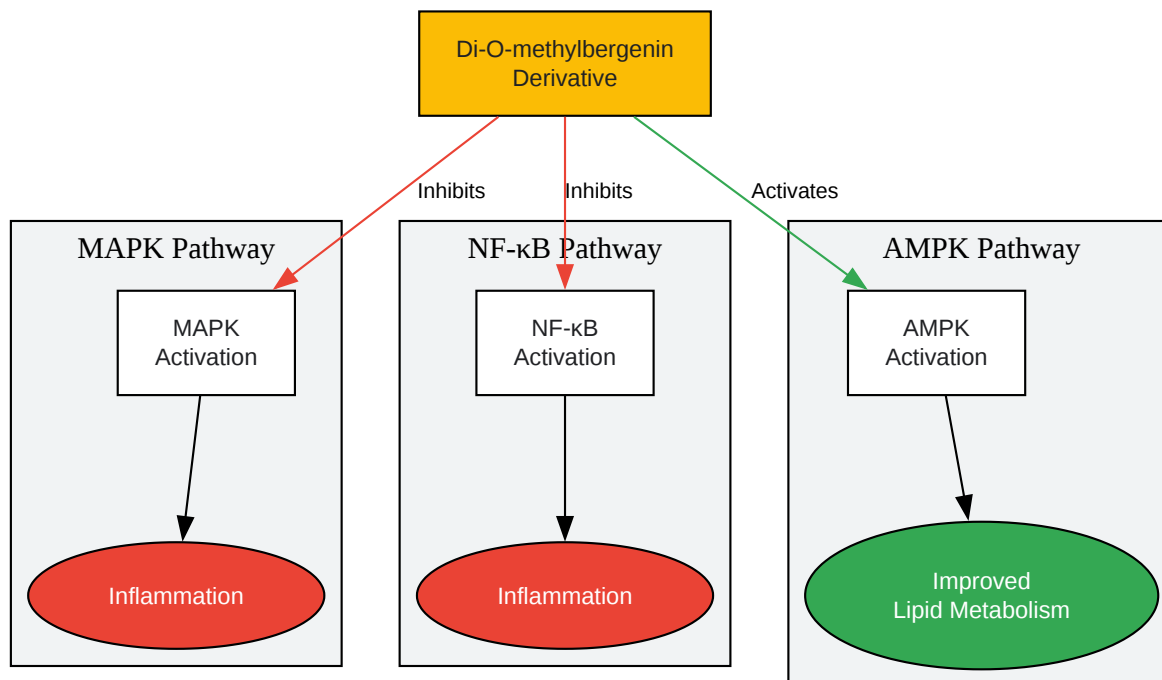 Di-O-methylbergenin
Derivative
Inhibits
Inhibits
Activates
MAPK Pathway
NF-κB Pathway
AMPK Pathway
MAPK
Activation
NF-κB
Activation
AMPK
Activation
Inflammation
Inflammation
Improved
Lipid Metabolism